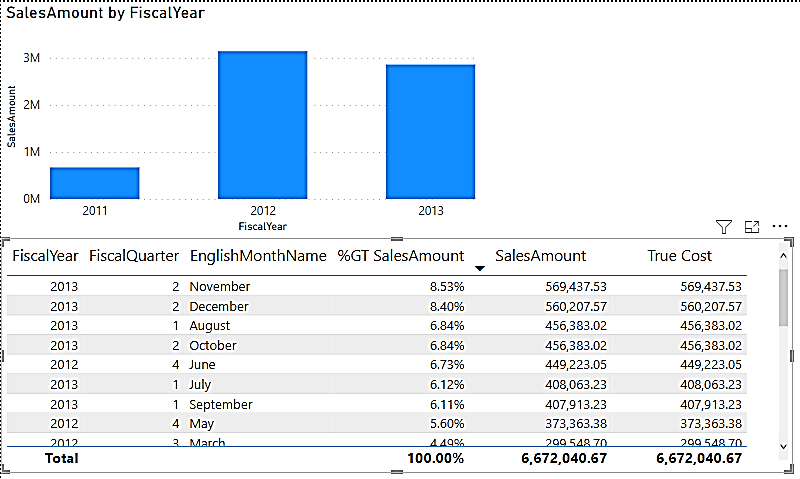 SalesAmount by FiscalYear
3M
2M
1M
0M
SalesAmount
2011 2012 2013
FiscalYear
FiscalYear FiscalQuarter EnglishMonthName %GT SalesAmount SalesAmount True Cost
2013 2 November 8.53% 569,437.53 569,437.53
2013 2 December 8.40% 560,207.57 560,207.57
2013 1 August 6.84% 456,383.02 456,383.02
2013 2 October 6.84% 456,383.02 456,383.02
2012 4 June 6.73% 449,223.05 449,223.05
2013 1 July 6.12% 408,063.23 408,063.23
2013 1 September 6.11% 407,913.23 407,913.23
2012 4 May 5.60% 373,363.38 373,363.38
2012 3 March 4.49% 299,548.70 299,548.70
Total 100.00% 6,672,040.67 6,672,040.67